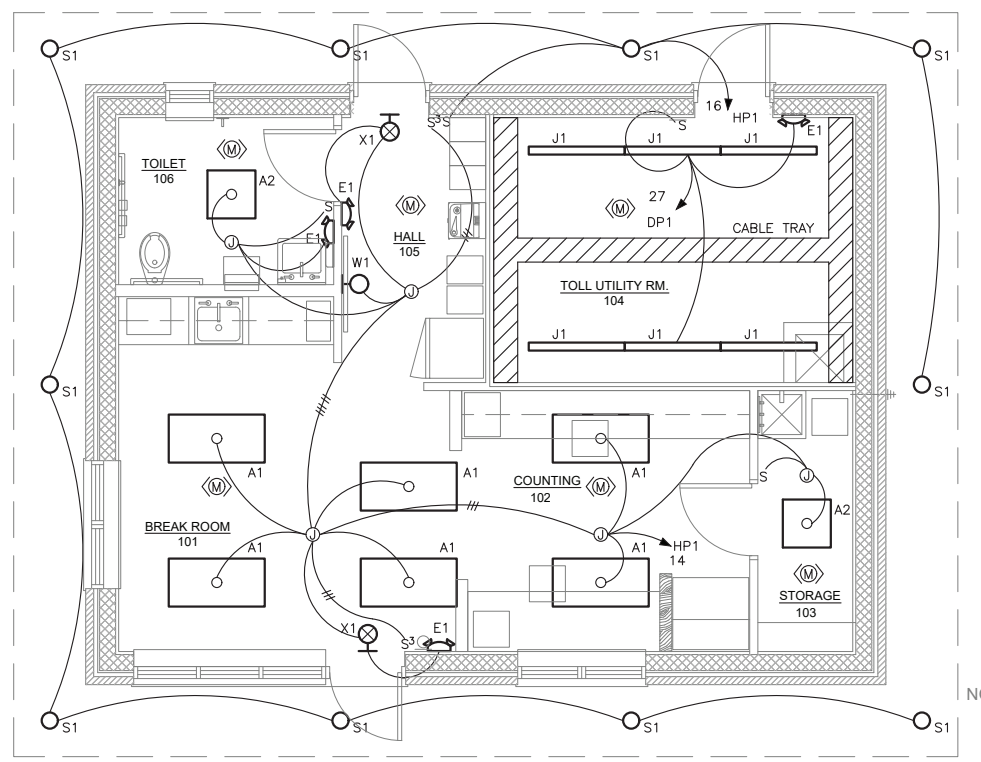 S1 S1 S1 S1
16
HP1
S³S S E1
X1
J1 J1 J1
TOILET
106
A2
E1
S
E1
HALL
105
27
DP1
CABLE TRAY
J
W1
J
TOLL UTILITY RM.
104
J1 J1 J1
S1 S1
M M M
A1 A1 A1
COUNTING
102
M
M
S
J
A2
BREAK ROOM
101
J
J
HP1
14
A1 A1 A1
M
STORAGE
103
X1
S³
E1
NO
S1 S1 S1 S1